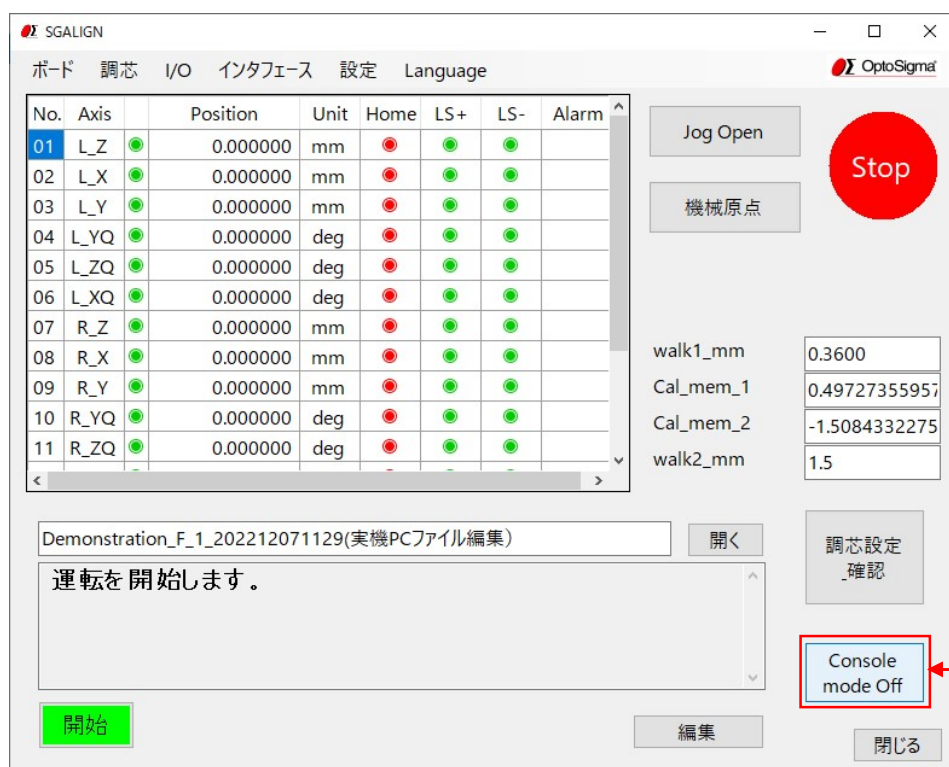 SGALIGN
ボード 調芯 I/O インタフェース 設定 Language
OptoSigma
No. Axis Position Unit Home LS+ LS- Alarm
01 L_Z 0.000000 mm
02 L_X 0.000000 mm
03 L_Y 0.000000 mm
04 L_YQ 0.000000 deg
05 L_ZQ 0.000000 deg
06 L_XQ 0.000000 deg
07 R_Z 0.000000 mm
08 R_X 0.000000 mm
09 R_Y 0.000000 mm
10 R_YQ 0.000000 deg
11 R_ZQ 0.000000 deg
Jog Open
Stop
機械原点
walk1_mm 0.3600
Cal_mem_1 0.49727355957
Cal_mem_2 -1.5084332275
walk2_mm 1.5
Demonstration_F_1_202212071129(実機PCファイル編集)
開く
運転を開始します。
調芯設定
_確認
Console
mode Off
開始
編集
閉じる